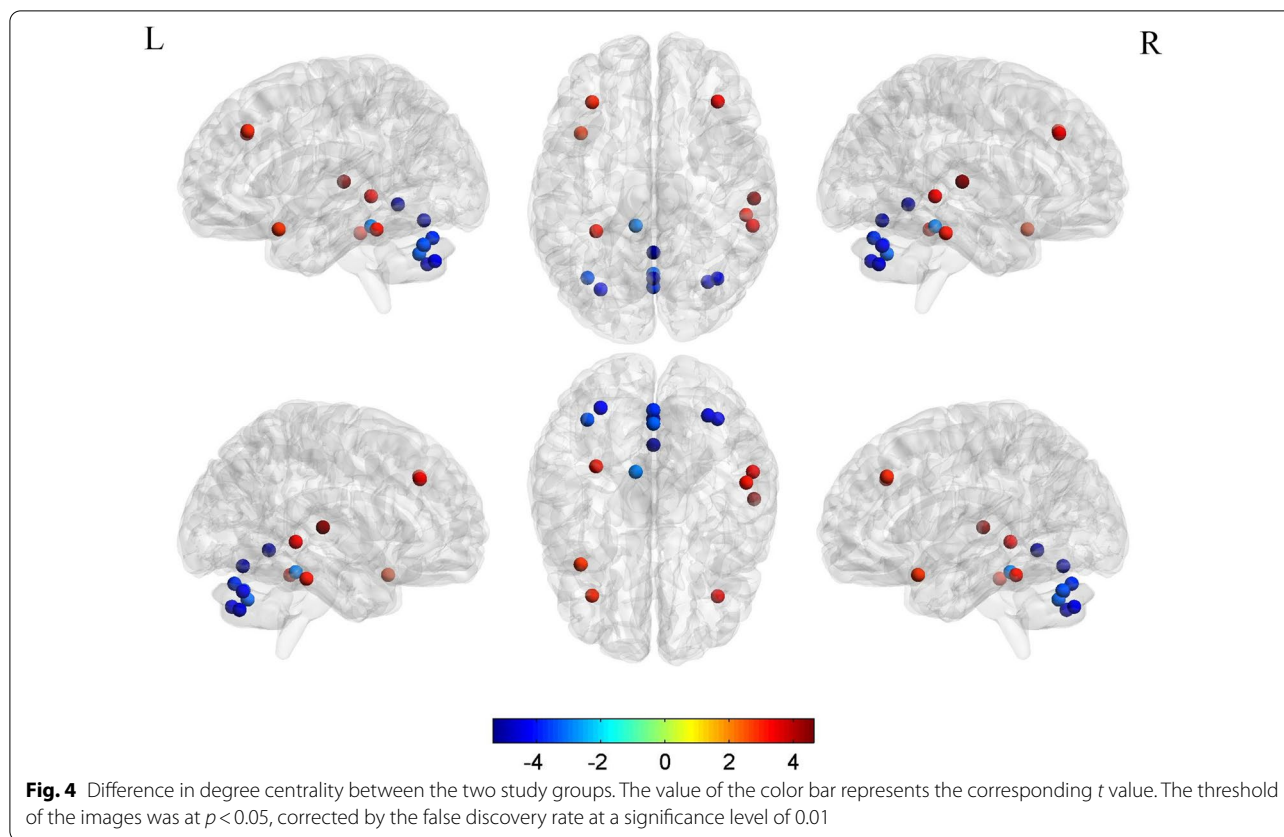 L
R
-4 -2 0 2 4
Fig. 4 Difference in degree centrality between the two study groups. The value of the color bar represents the corresponding t value. The threshold
of the images was at p < 0.05, corrected by the false discovery rate at a significance level of 0.01